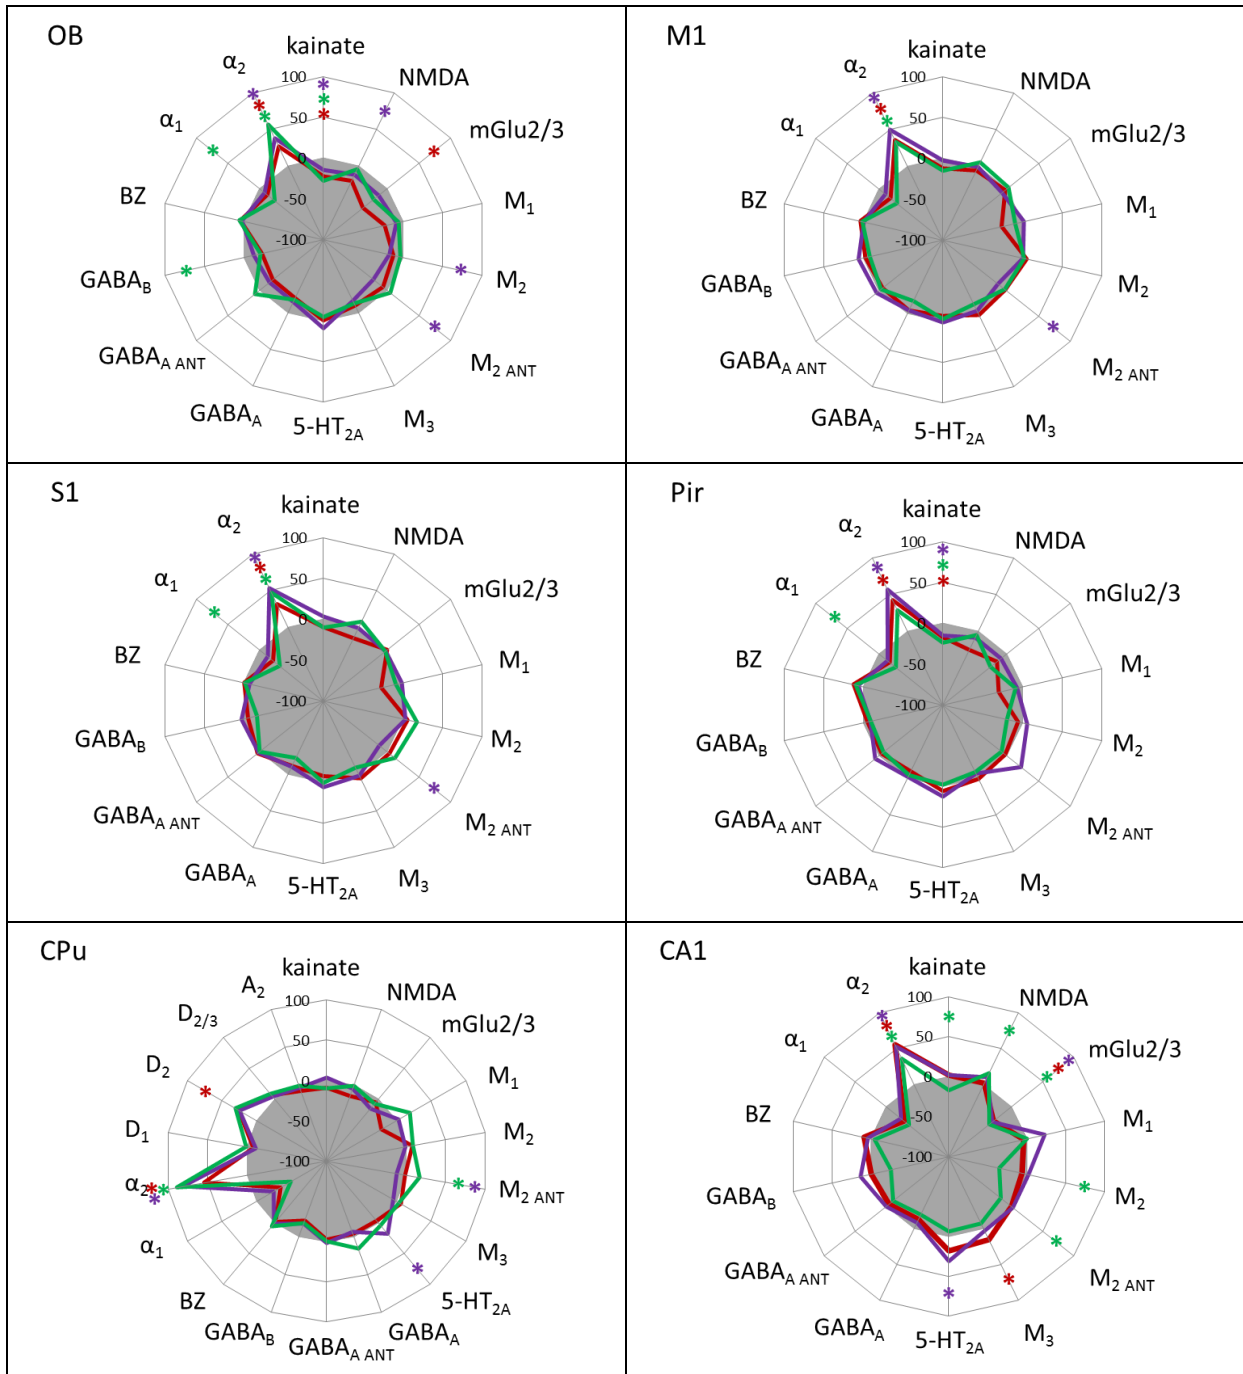 OB
kainate
α2
NMDA
100
* * *
* * * *
α1
* 50 *
mGlu2/3
0
BZ
-50
M1
-100
GABAB
*
* M2
GABAA ANT
* M2 ANT
GABAA
5-HT2A
M3
M1
kainate
α2
NMDA
100
* * *
α1
50
mGlu2/3
0
BZ
-50
M1
-100
GABAB
M2
GABAA ANT
* M2 ANT
GABAA
5-HT2A
M3
S1
kainate
α2
NMDA
100
* * *
α1
* 50
mGlu2/3
0
BZ
-50
M1
-100
GABAB
M2
GABAA ANT
* M2 ANT
GABAA
5-HT2A
M3
Pir
kainate
α2
NMDA
100
* * *
* *
α1
* 50
mGlu2/3
0
BZ
-50
M1
-100
GABAB
M2
GABAA ANT
M2 ANT
GABAA
5-HT2A
M3
CPu
kainate
A2
NMDA
100
D2/3
mGlu2/3
50
D2
*
M1
0
D1
-50
M2
-100
α2
* * *
* * M2 ANT
α1
M3
BZ
* 5-HT2A
GABAB
GABAA ANT
GABAA
CA1
kainate
α2
NMDA
100
* * *
* *
α1
50
* * * mGlu2/3
0
BZ
-50
M1
-100
GABAB
* M2
GABAA ANT
* M2 ANT
GABAA
* *
5-HT2A
M3